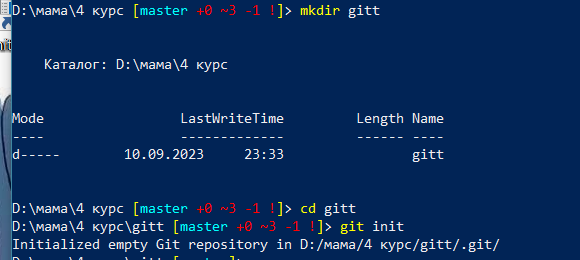 D:\мама\4 курс [master +0 ~3 -1 !]> mkdir gitt
Каталог: D:\мама\4 курс
Mode LastWriteTime Length Name
---- ------------- ------ ----
d----- 10.09.2023 23:33 gitt
D:\мама\4 курс [master +0 ~3 -1 !]> cd gitt
D:\мама\4 курс\gitt [master +0 ~3 -1 !]> git init
Initialized empty Git repository in D:/мама/4 курс/gitt/.git/